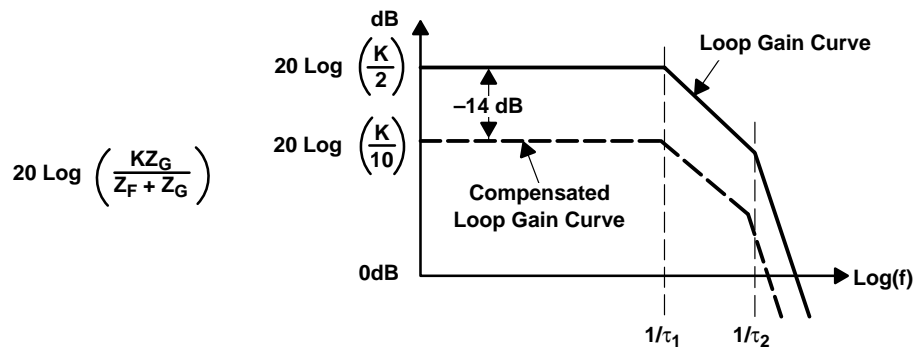 dB
Loop Gain Curve
20 Log (K/2)
–14 dB
20 Log (K/10)
20 Log (KZG/ZF + ZG)
Compensated
Loop Gain Curve
0dB
Log(f)
1/τ1
1/τ2